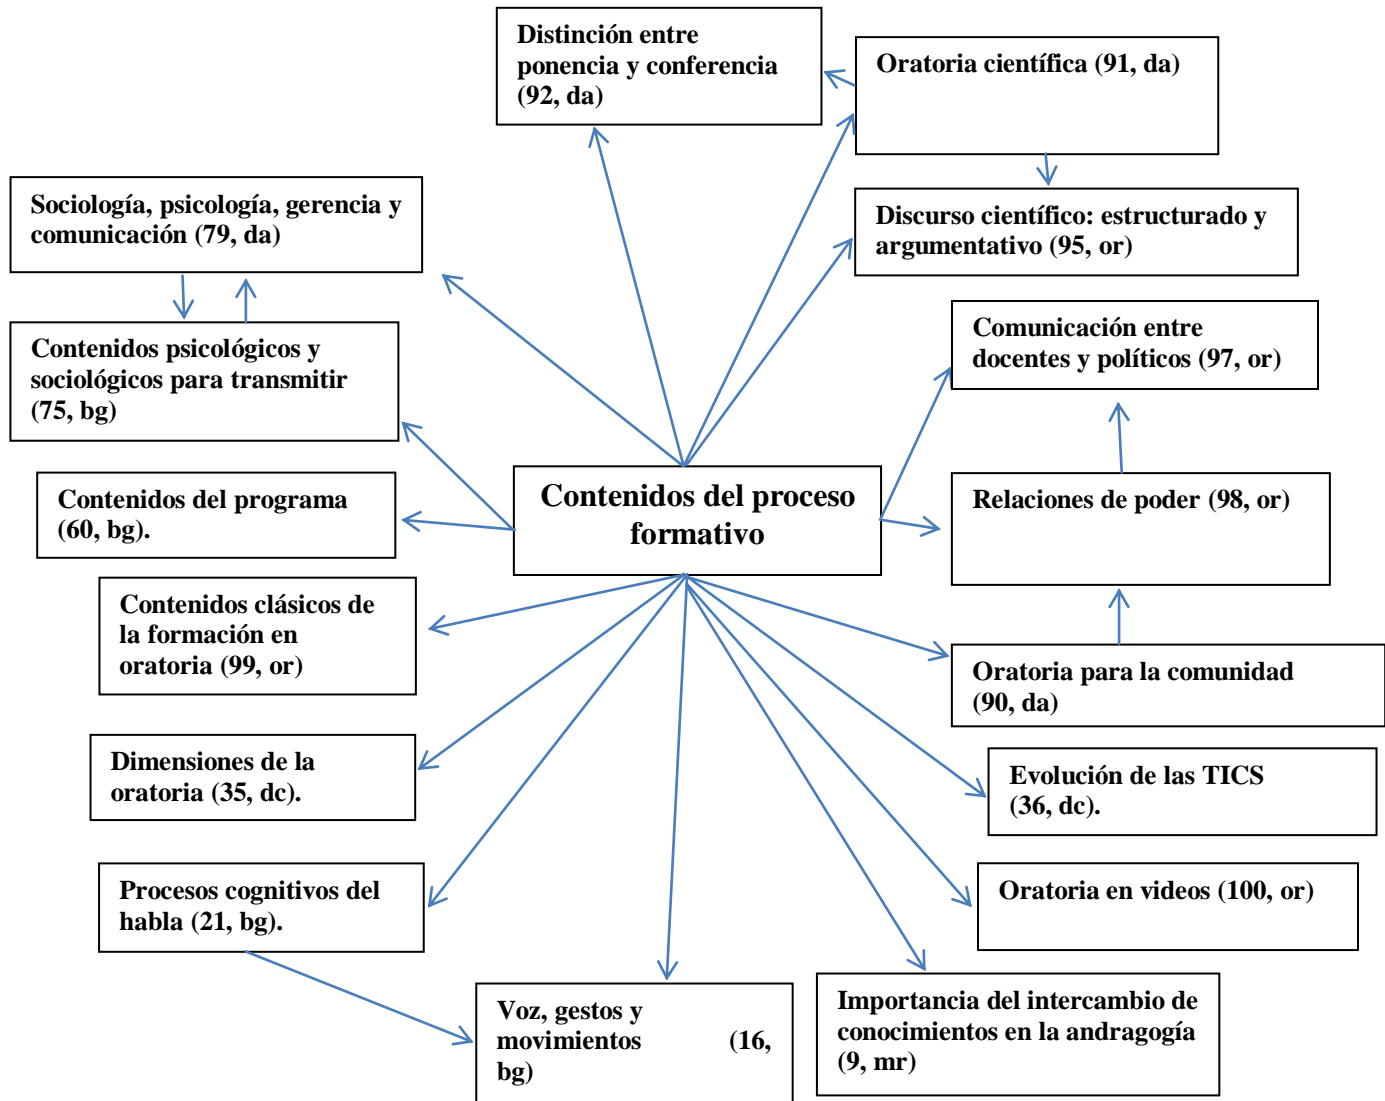 Distinción entre
ponencia y conferencia
(92, da)
Oratoria científica (91, da)
Sociología, psicología, gerencia y
comunicación (79, da)
Discurso científico: estructurado y
argumentativo (95, or)
Contenidos psicológicos y
sociológicos para transmitir
(75, bg)
Comunicación entre
docentes y políticos (97, or)
Contenidos del programa
(60, bg).
Contenidos del proceso
formativo
Relaciones de poder (98, or)
Contenidos clásicos de
la formación en
oratoria (99, or)
Oratoria para la comunidad
(90, da)
Dimensiones de la
oratoria (35, dc).
Evolución de las TICS
(36, dc).
Procesos cognitivos del
habla (21, bg).
Oratoria en videos (100, or)
Voz, gestos y
movimientos (16,
bg)
Importancia del intercambio de
conocimientos en la andragogía
(9, mr)